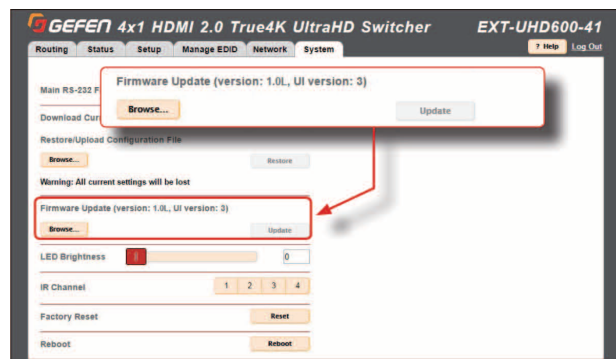 GEFEN 4x1 HDMI 2.0 True4K UltraHD Switcher EXT-UHD600-41
Routing Status Setup Manage EDID Network System ? Help Log Out
Firmware Update (version: 1.0L, UI version: 3)
Browse... Update
Main RS-232 F
Download Cur
Restore/Upload Configuration File
Browse... Restore
Warning: All current settings will be lost
Firmware Update (version: 1.0L, UI version: 3)
Browse... Update
LED Brightness 0
IR Channel 1 2 3 4
Factory Reset Reset
Reboot Reboot